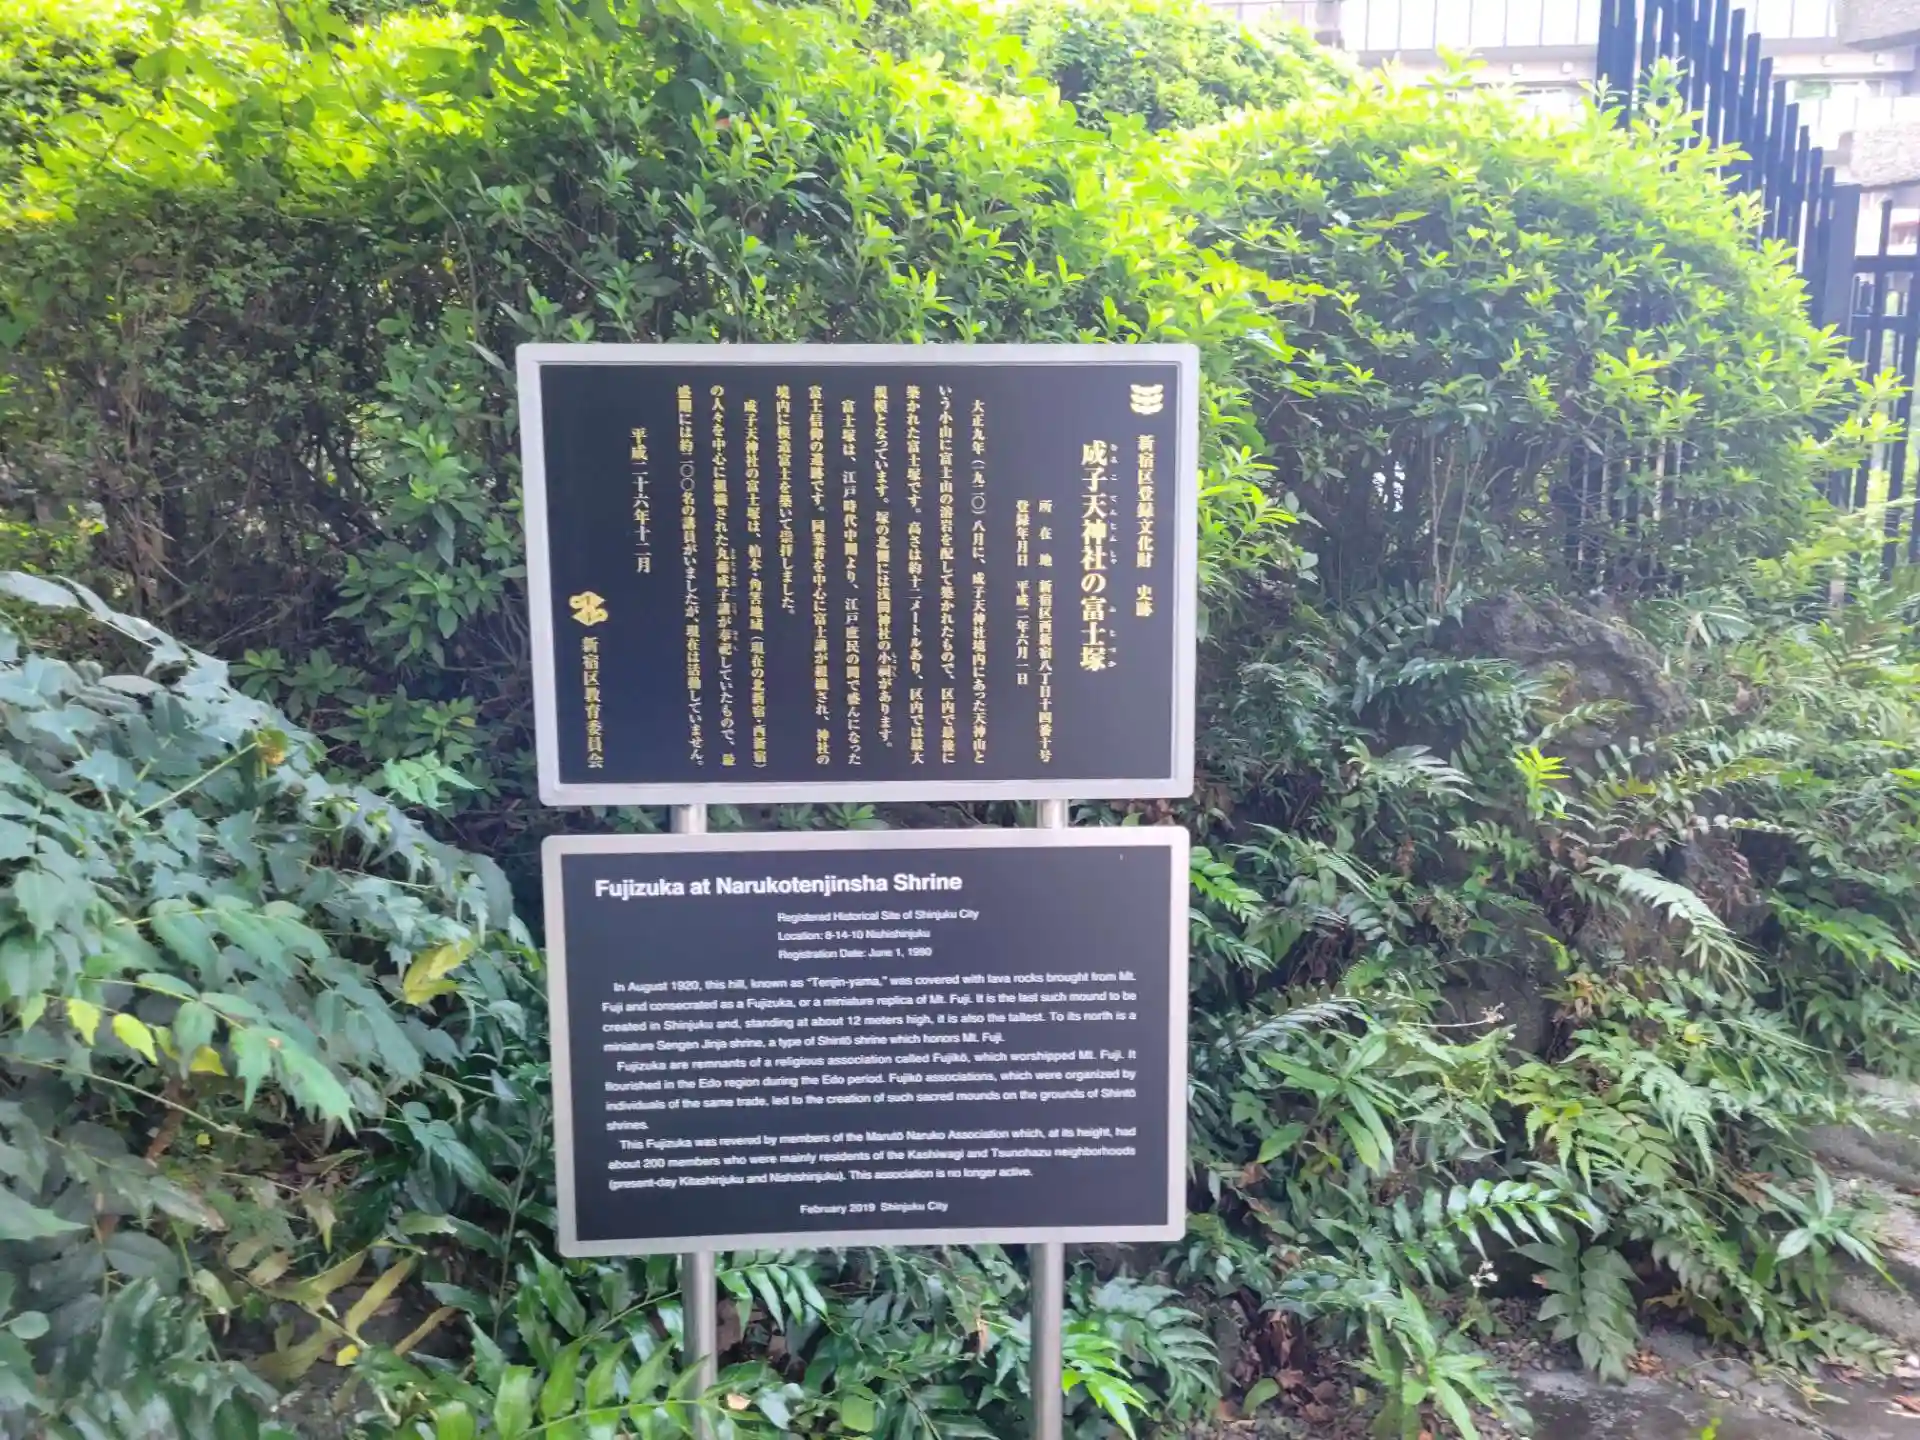 新宿区登録文化財 史跡
成子天神社の富士塚
なるこてんじんしゃ ふじづか
所在地 新宿区西新宿八丁目十四番十号
登録年月日 平成二年六月一日
大正九年(一九二〇)八月に、成子天神社境内にあった天神山と
いう小山に富士山の溶岩を配して築かれたもので、区内で最後に
築かれた富士塚です。高さは約十二メートルあり、区内では最大
規模となっています。塚の北側には浅間神社の小祠があります。
富士塚は、江戸時代中期より、江戸庶民の間で盛んになった
富士信仰の遺跡です。同業者を中心に富士講が組織され、神社の
境内に模造富士を築いて崇拝しました。
成子天神社の富士塚は、柏木・角筈地域(現在の北新宿・西新宿)
の人々を中心に組織された丸藤成子講が奉祀していたもので、最
盛期には約二〇〇名の講員がいましたが、現在は活動していません。
平成二十六年十二月
新宿区教育委員会
Fujizuka at Narukotenjinsha Shrine
Registered Historical Site of Shinjuku City
Location: 8-14-10 Nishishinjuku
Registration Date: June 1, 1990
In August 1920, this hill, known as "Tenjin-yama," was covered with lava rocks brought from Mt.
Fuji and consecrated as a Fujizuka, or a miniature replica of Mt. Fuji. It is the last such mound to be
created in Shinjuku and, standing at about 12 meters high, it is also the tallest. To its north is a
miniature Sengen Jinja shrine, a type of Shintō shrine which honors Mt. Fuji.
Fujizuka are remnants of a religious association called Fujikō, which worshipped Mt. Fuji. It
flourished in the Edo region during the Edo period. Fujikō associations, which were organized by
individuals of the same trade, led to the creation of such sacred mounds on the grounds of Shintō
shrines.
This Fujizuka was revered by members of the Marutō Naruko Association which, at its height, had
about 200 members who were mainly residents of the Kashiwagi and Tsunohazu neighborhoods
(present-day Kitashinjuku and Nishishinjuku). This association is no longer active.
February 2019 Shinjuku City